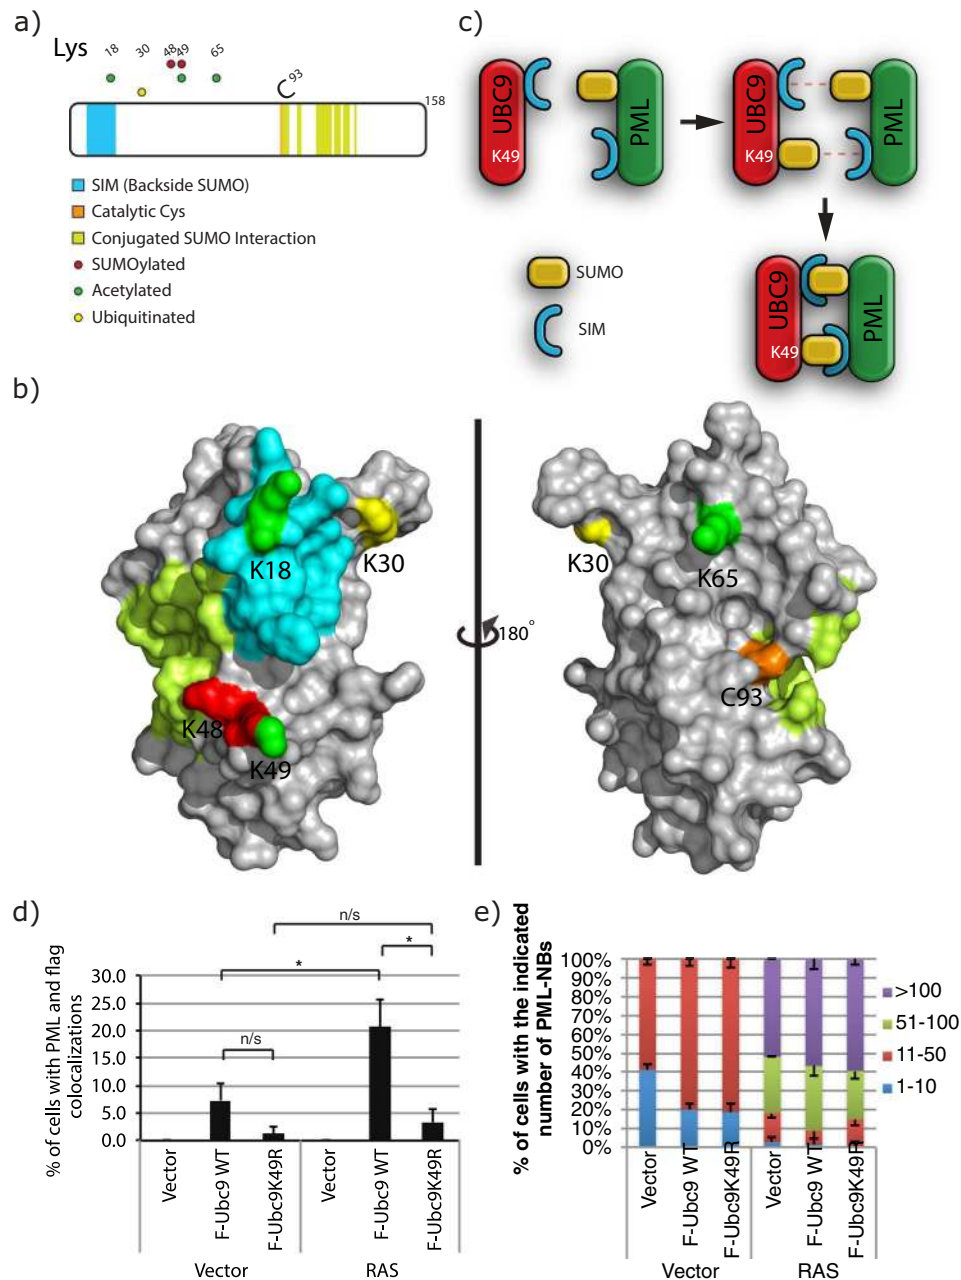 a)
Lys
18 30 48 49 65
C93
158
SIM (Backside SUMO)
Catalytic Cys
Conjugated SUMO Interaction
SUMOylated
Acetylated
Ubiquitinated
c)
UBC9
K49
PML
UBC9
K49
PML
SUMO
SIM
UBC9
K49
PML
b)
K18
K30
K48
K49
180°
K30
K65
C93
d)
% of cells with PML and flag
colocalizations
30.0
25.0
20.0
15.0
10.0
5.0
0.0
n/s
*
*
n/s
Vector
F-Ubc9 WT
F-Ubc9K49R
Vector
F-Ubc9 WT
F-Ubc9K49R
Vector
RAS
e)
% of cells with the indicated
number of PML-NBs
100%
90%
80%
70%
60%
50%
40%
30%
20%
10%
0%
>100
51-100
11-50
1-10
Vector
F-Ubc9 WT
F-Ubc9K49R
Vector
F-Ubc9 WT
F-Ubc9K49R
Vector
RAS